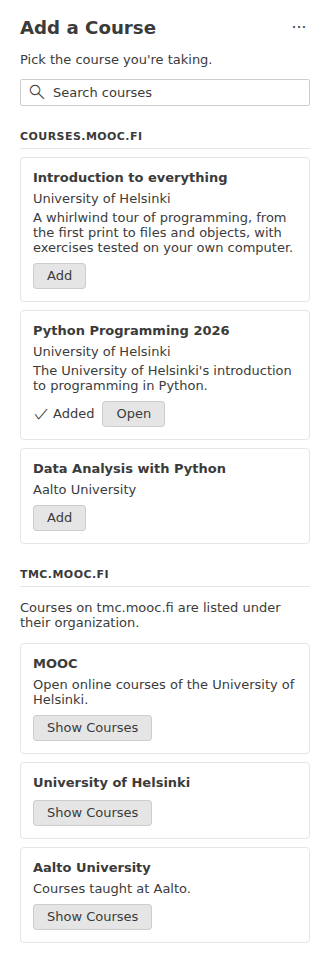 Add a Course
Pick the course you're taking.
Search courses
COURSES.MOOC.FI
Introduction to everything
University of Helsinki
A whirlwind tour of programming, from
the first print to files and objects, with
exercises tested on your own computer.
Add
Python Programming 2026
University of Helsinki
The University of Helsinki's introduction
to programming in Python.
Added
Open
Data Analysis with Python
Aalto University
Add
TMC.MOOC.FI
Courses on tmc.mooc.fi are listed under
their organization.
MOOC
Open online courses of the University of
Helsinki.
Show Courses
University of Helsinki
Show Courses
Aalto University
Courses taught at Aalto.
Show Courses